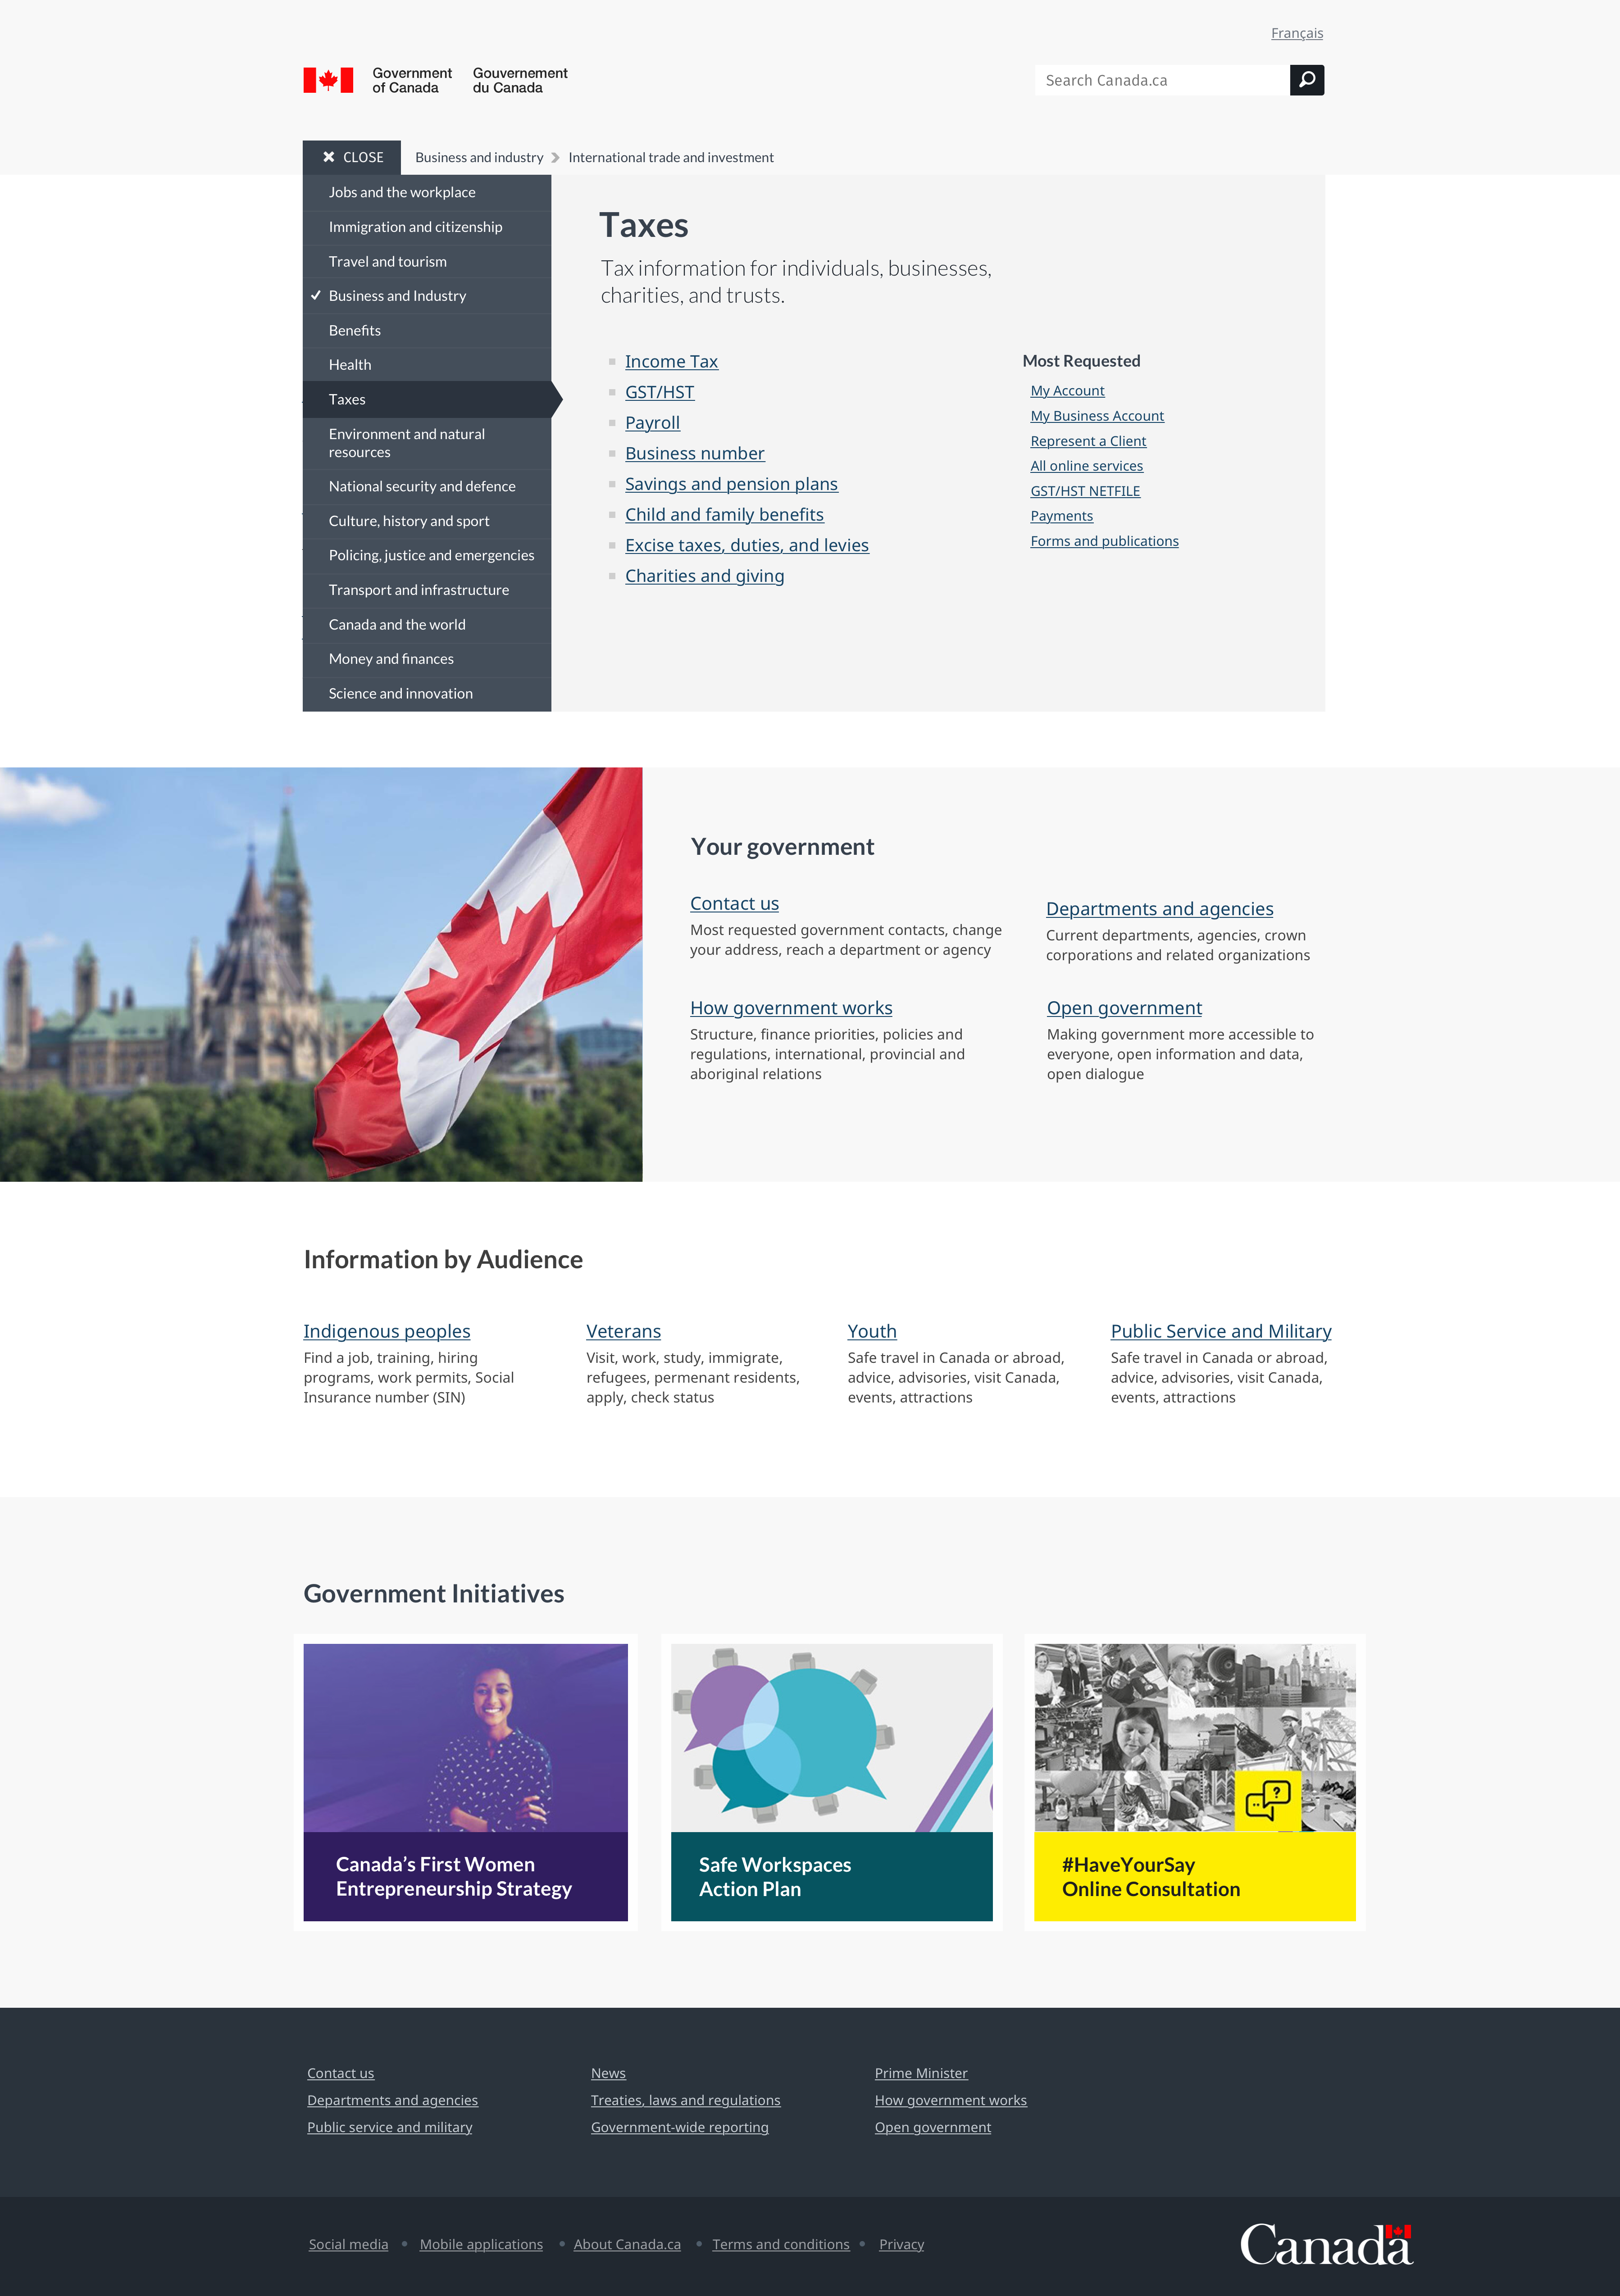 Français
Government
of Canada
Gouvernement
du Canada
Search Canada.ca
CLOSE
Business and industry
International trade and investment
Jobs and the workplace
Immigration and citizenship
Travel and tourism
Business and Industry
Benefits
Health
Taxes
Environment and natural
resources
National security and defence
Culture, history and sport
Policing, justice and emergencies
Transport and infrastructure
Canada and the world
Money and finances
Science and innovation
Taxes
Tax information for individuals, businesses,
charities, and trusts.
Income Tax
GST/HST
Payroll
Business number
Savings and pension plans
Child and family benefits
Excise taxes, duties, and levies
Charities and giving
Most Requested
My Account
My Business Account
Represent a Client
All online services
GST/HST NETFILE
Payments
Forms and publications
Your government
Contact us
Most requested government contacts, change
your address, reach a department or agency
Departments and agencies
Current departments, agencies, crown
corporations and related organizations
How government works
Structure, finance priorities, policies and
regulations, international, provincial and
aboriginal relations
Open government
Making government more accessible to
everyone, open information and data,
open dialogue
Information by Audience
Indigenous peoples
Find a job, training, hiring
programs, work permits, Social
Insurance number (SIN)
Veterans
Visit, work, study, immigrate,
refugees, permenant residents,
apply, check status
Youth
Safe travel in Canada or abroad,
advice, advisories, visit Canada,
events, attractions
Public Service and Military
Safe travel in Canada or abroad,
advice, advisories, visit Canada,
events, attractions
Government Initiatives
Canada's First Women
Entrepreneurship Strategy
Safe Workspaces
Action Plan
?
#HaveYourSay
Online Consultation
Contact us
Departments and agencies
Public service and military
News
Treaties, laws and regulations
Government-wide reporting
Prime Minister
How government works
Open government
Social media • Mobile applications • About Canada.ca • Terms and conditions • Privacy
Canada